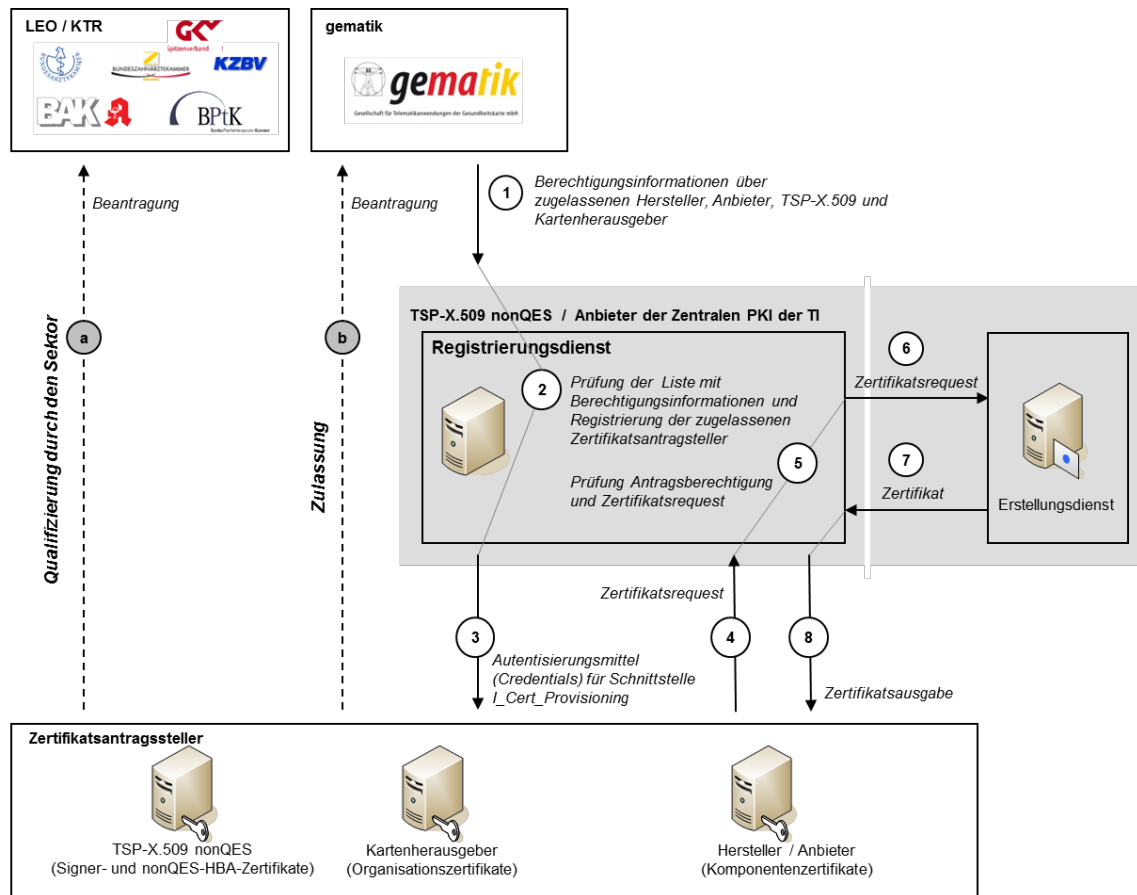 LEO / KTR
GKV
Spitzenverband
BUNDESÄRZTEKAMMER
BUNDESZAHNÄRZTEKAMMER
KZBV
BAK
BPtK
BundesPsychotherapeutenKammer
gematik
gematik
Gesellschaft für Telematikanwendungen der Gesundheitskarte mbH
Beantragung
Beantragung
1
Berechtigungsinformationen über
zugelassenen Hersteller, Anbieter, TSP-X.509 und
Kartenherausgeber
Qualifizierung durch den Sektor
a
Zulassung
b
TSP-X.509 nonQES / Anbieter der Zentralen PKI der TI
Registrierungsdienst
2
Prüfung der Liste mit
Berechtigungsinformationen und
Registrierung der zugelassenen
Zertifikatsantragsteller
5
Prüfung Antragsberechtigung
und Zertifikatsrequest
6
Zertifikatsrequest
7
Zertifikat
Erstellungsdienst
3
Autentisierungsmittel
(Credentials) für Schnittstelle
I_Cert_Provisioning
Zertifikatsrequest
4
8
Zertifikatsausgabe
Zertifikatsantragssteller
TSP-X.509 nonQES
(Signer- und nonQES-HBA-Zertifikate)
Kartenherausgeber
(Organisationszertifikate)
Hersteller / Anbieter
(Komponentenzertifikate)